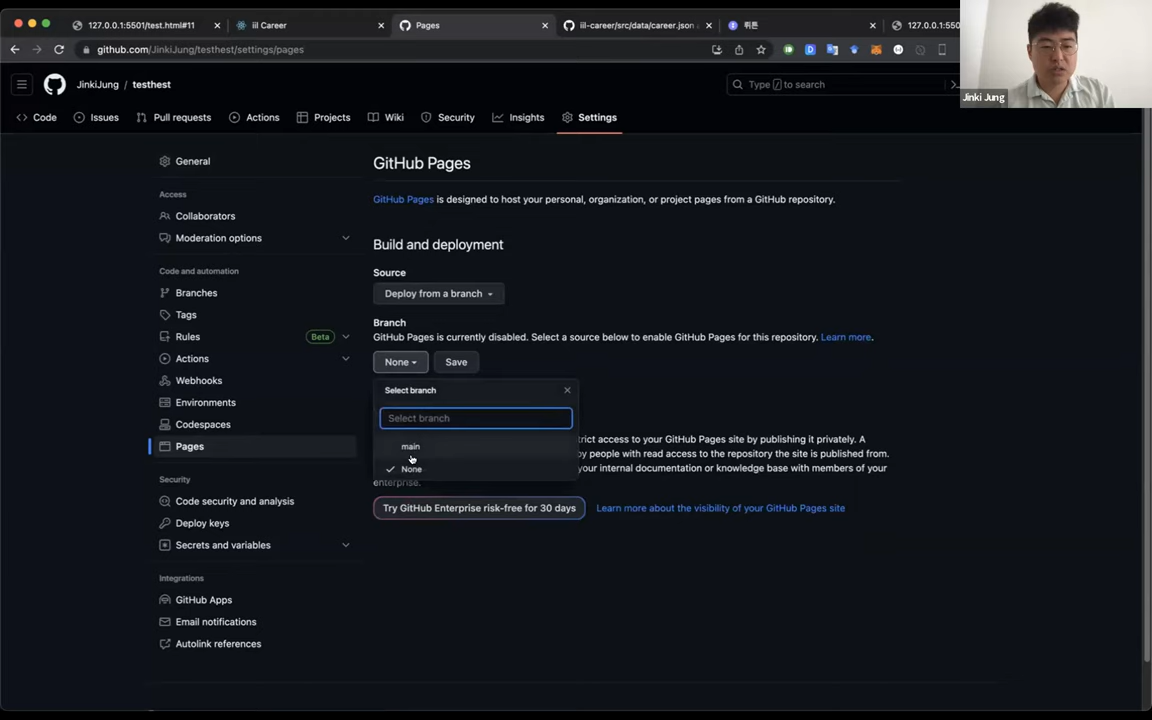 127.0.0.1:5501/test.html#11
iil Career
Pages
iil-career/src/data/career.json
뤼튼
127.0.0.1:550
github.com/JinkiJung/testhest/settings/pages
JinkiJung / testhest
Type / to search
Code
Issues
Pull requests
Actions
Projects
Wiki
Security
Insights
Settings
Jinki Jung
General
Access
Collaborators
Moderation options
Code and automation
Branches
Tags
Rules
Beta
Actions
Webhooks
Environments
Codespaces
Pages
Security
Code security and analysis
Deploy keys
Secrets and variables
Integrations
GitHub Apps
Email notifications
Autolink references
GitHub Pages
GitHub Pages is designed to host your personal, organization, or project pages from a GitHub repository.
Build and deployment
Source
Deploy from a branch
Branch
GitHub Pages is currently disabled. Select a source below to enable GitHub Pages for this repository. Learn more.
None
Save
Select branch
Select branch
main
None
trict access to your GitHub Pages site by publishing it privately. A
by people with read access to the repository the site is published from.
your internal documentation or knowledge base with members of your
enterprise.
Try GitHub Enterprise risk-free for 30 days
Learn more about the visibility of your GitHub Pages site